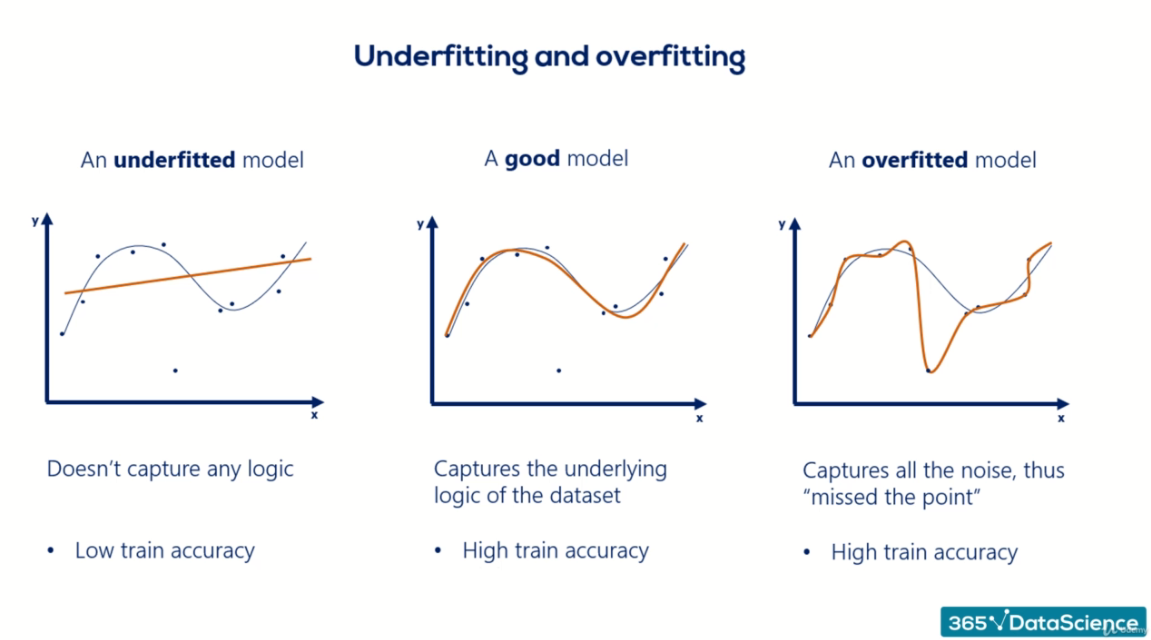 Underfitting and overfitting
An underfitted model
A good model
An overfitted model
y
x
y
x
y
x
Doesn't capture any logic
Captures the underlying
logic of the dataset
Captures all the noise, thus
“missed the point”
• Low train accuracy
• High train accuracy
• High train accuracy
365 DataScience
Udemy